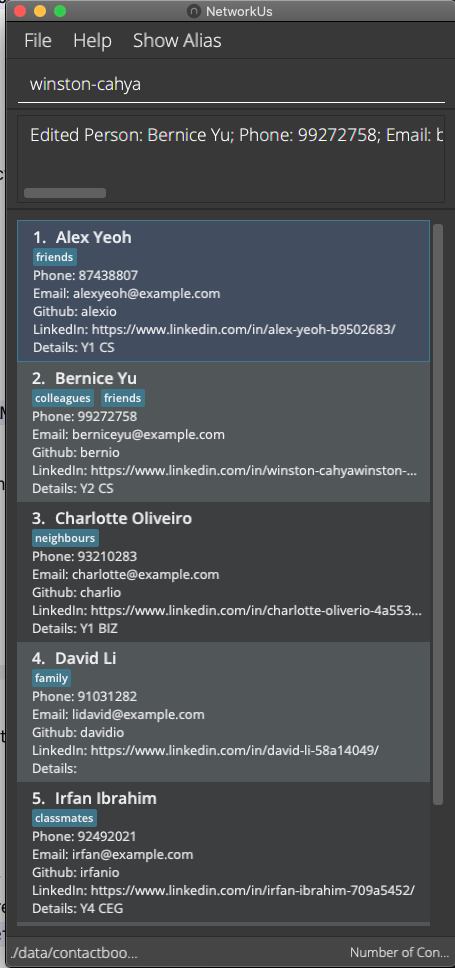 NetworkUs
File Help Show Alias
winston-cahya
Edited Person: Bernice Yu; Phone: 99272758; Email: b
1. Alex Yeoh
friends
Phone: 87438807
Email: alexyeoh@example.com
Github: alexio
LinkedIn: https://www.linkedin.com/in/alex-yeoh-b9502683/
Details: Y1 CS
2. Bernice Yu
colleagues friends
Phone: 99272758
Email: berniceyu@example.com
Github: bernio
LinkedIn: https://www.linkedin.com/in/winston-cahyawinston-...
Details: Y2 CS
3. Charlotte Oliveiro
neighbours
Phone: 93210283
Email: charlotte@example.com
Github: charlio
LinkedIn: https://www.linkedin.com/in/charlotte-oliverio-4a553...
Details: Y1 BIZ
4. David Li
family
Phone: 91031282
Email: lidavid@example.com
Github: davidio
LinkedIn: https://www.linkedin.com/in/david-li-58a14049/
Details:
5. Irfan Ibrahim
classmates
Phone: 92492021
Email: irfan@example.com
Github: irfanio
LinkedIn: https://www.linkedin.com/in/irfan-ibrahim-709a5452/
Details: Y4 CEG
./data/contactboo... Number of Con...